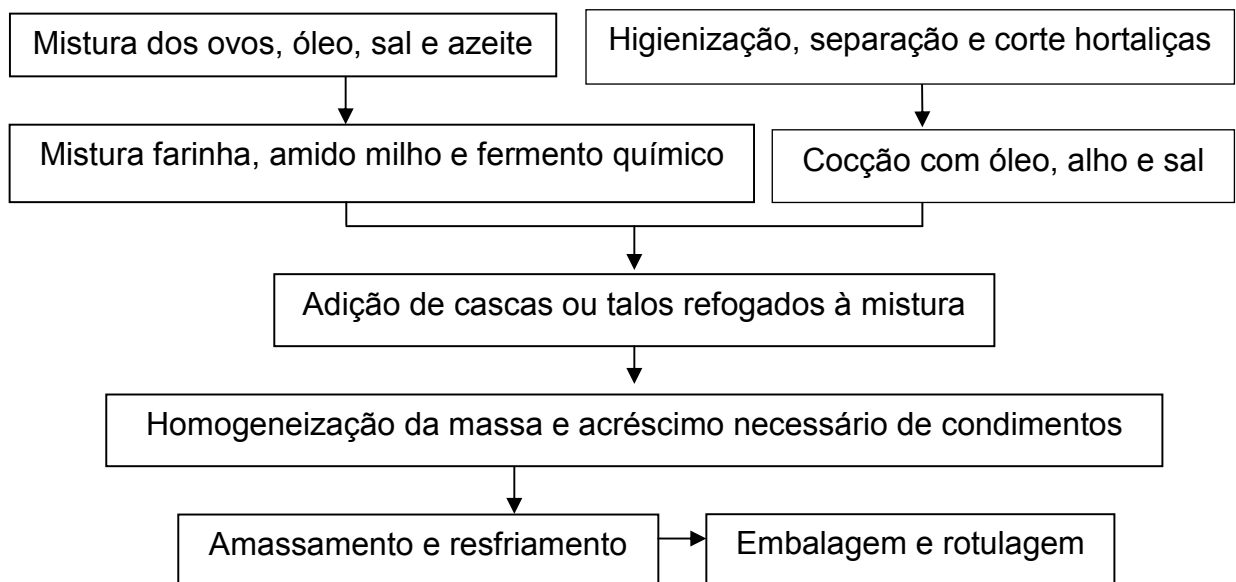 Mistura dos ovos, óleo, sal e azeite
Higienização, separação e corte hortaliças
Mistura farinha, amido milho e fermento químico
Cocção com óleo, alho e sal
Adição de cascas ou talos refogados à mistura
Homogeneização da massa e acréscimo necessário de condimentos
Amassamento e resfriamento
Embalagem e rotulagem